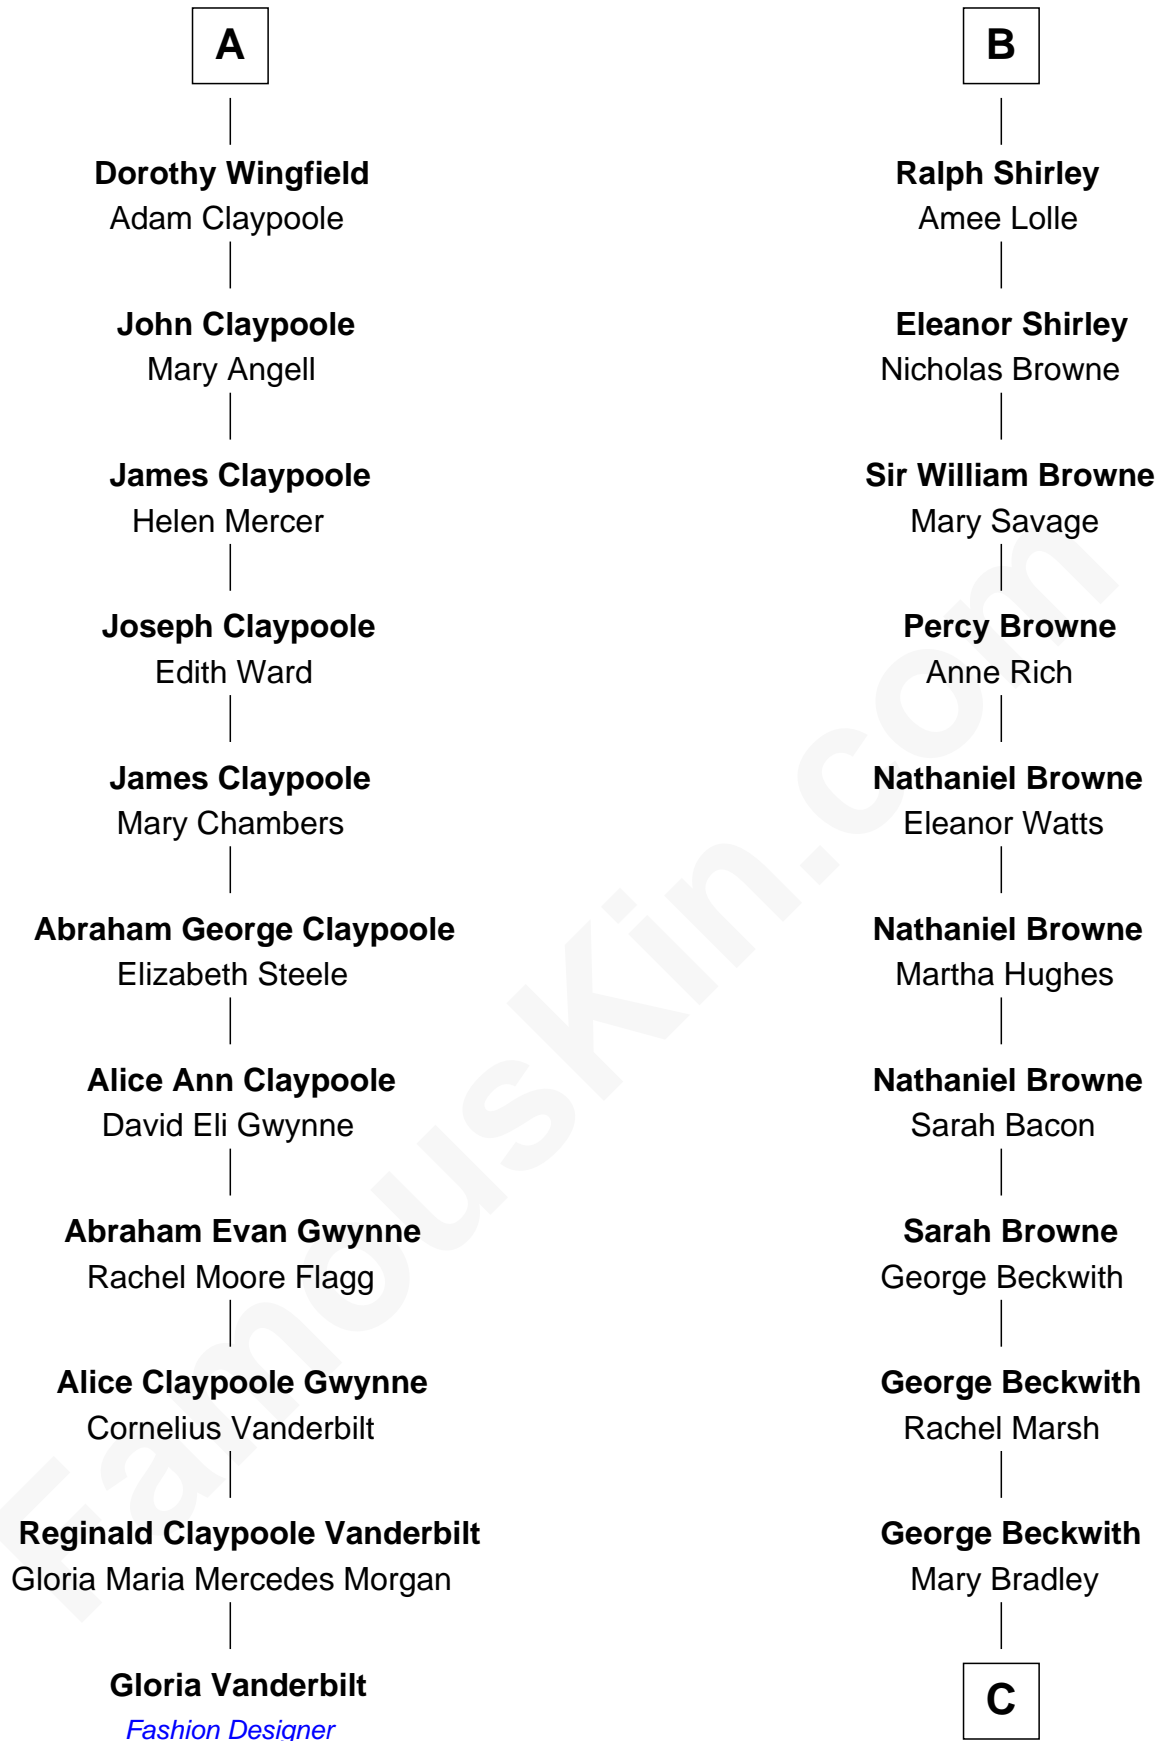 A
Dorothy Wingfield
Adam Claypoole
John Claypoole
Mary Angell
James Claypoole
Helen Mercer
Joseph Claypoole
Edith Ward
James Claypoole
Mary Chambers
Abraham George Claypoole
Elizabeth Steele
Alice Ann Claypoole
David Eli Gwynne
Abraham Evan Gwynne
Rachel Moore Flagg
Alice Claypoole Gwynne
Cornelius Vanderbilt
Reginald Claypoole Vanderbilt
Gloria Maria Mercedes Morgan
Gloria Vanderbilt
Fashion Designer
B
Ralph Shirley
Amee Lolle
Eleanor Shirley
Nicholas Browne
Sir William Browne
Mary Savage
Percy Browne
Anne Rich
Nathaniel Browne
Eleanor Watts
Nathaniel Browne
Martha Hughes
Nathaniel Browne
Sarah Bacon
Sarah Browne
George Beckwith
George Beckwith
Rachel Marsh
George Beckwith
Mary Bradley
C
FamousKin.com